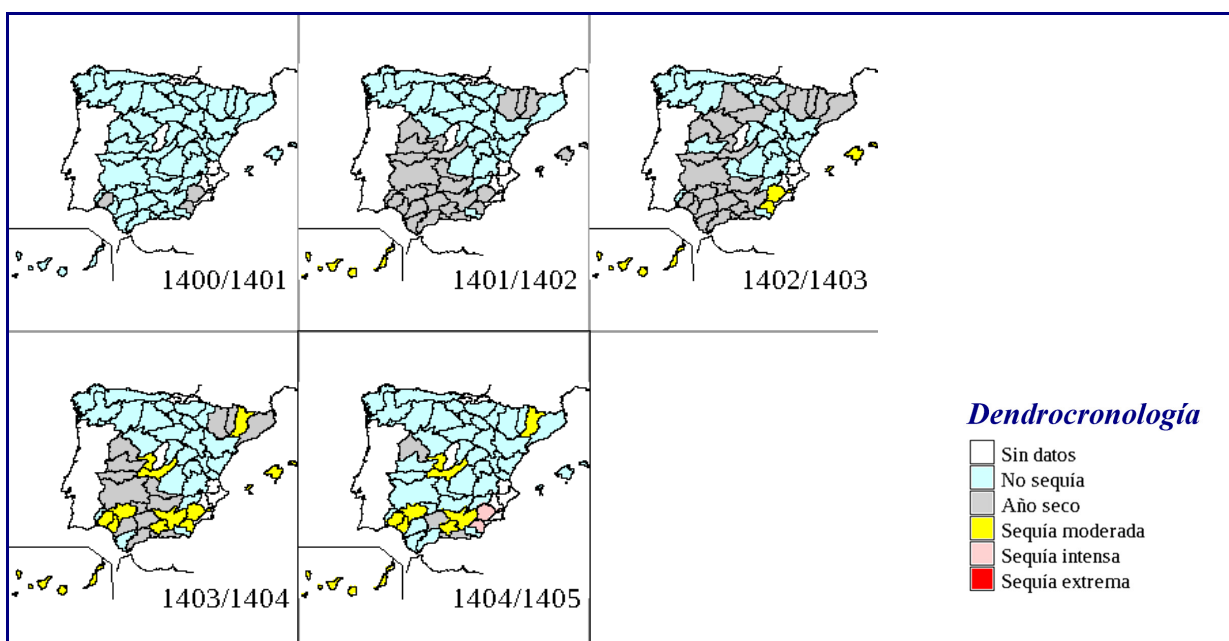 1400/1401
1401/1402
1402/1403
1403/1404
1404/1405
Dendrocronología
Sin datos
No sequía
Año seco
Sequía moderada
Sequía intensa
Sequía extrema